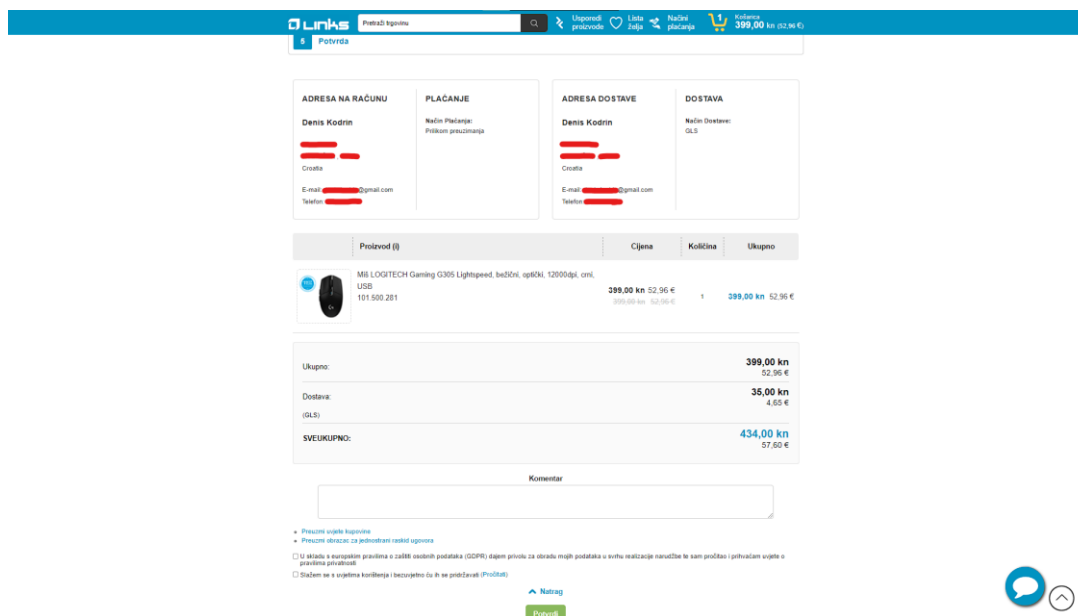 Links
Pretraži trgovinu
Usporedi proizvode
Lista želja
Načini plaćanja
1
Košarica
399,00 kn (52,96 €)
5 Potvrda
ADRESA NA RAČUNU
Denis Kodrin
Croatia
E-mail: @gmail.com
Telefon:
PLAĆANJE
Način Plaćanja:
Prilikom preuzimanja
ADRESA DOSTAVE
Denis Kodrin
Croatia
E-mail: @gmail.com
Telefon:
DOSTAVA
Način Dostave:
GLS
Proizvod (i) Cijena Količina Ukupno
Miš LOGITECH Gaming G305 Lightspeed, bežični, optički, 12000dpi, crni,
USB
101.500.281
399,00 kn 52,96 €
399,00 kn 52,96 €
1
399,00 kn 52,96 €
Ukupno: 399,00 kn
52,96 €
Dostava: 35,00 kn
4,65 €
(GLS)
SVEUKUPNO: 434,00 kn
57,60 €
Komentar
Preuzmi uvjete kupovine
Preuzmi obrazac za jednostrani raskid ugovora
U skladu s europskim pravilima o zaštiti osobnih podataka (GDPR) dajem privolu za obradu mojih podataka u svrhu realizacije narudžbe te sam pročitao i prihvaćam uvjete o
pravilima privatnosti
Slažem se s uvjetima korištenja i bezuvjetno ću ih se pridržavati (Pročitati)
Natrag
Potvrdi